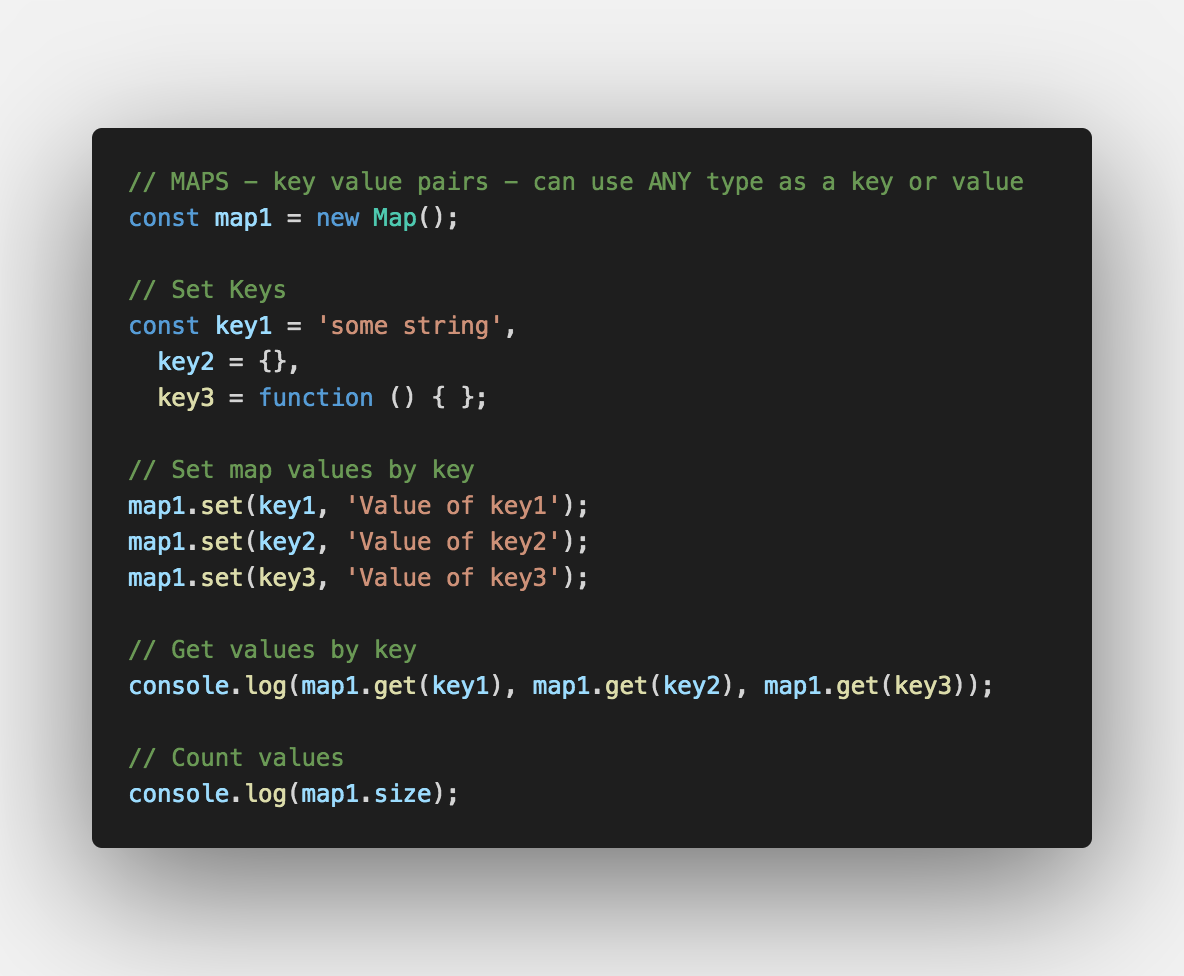 // MAPS – key value pairs – can use ANY type as a key or value
const map1 = new Map();

// Set Keys
const key1 = 'some string',
  key2 = {},
  key3 = function () { };

// Set map values by key
map1.set(key1, 'Value of key1');
map1.set(key2, 'Value of key2');
map1.set(key3, 'Value of key3');

// Get values by key
console.log(map1.get(key1), map1.get(key2), map1.get(key3));

// Count values
console.log(map1.size);